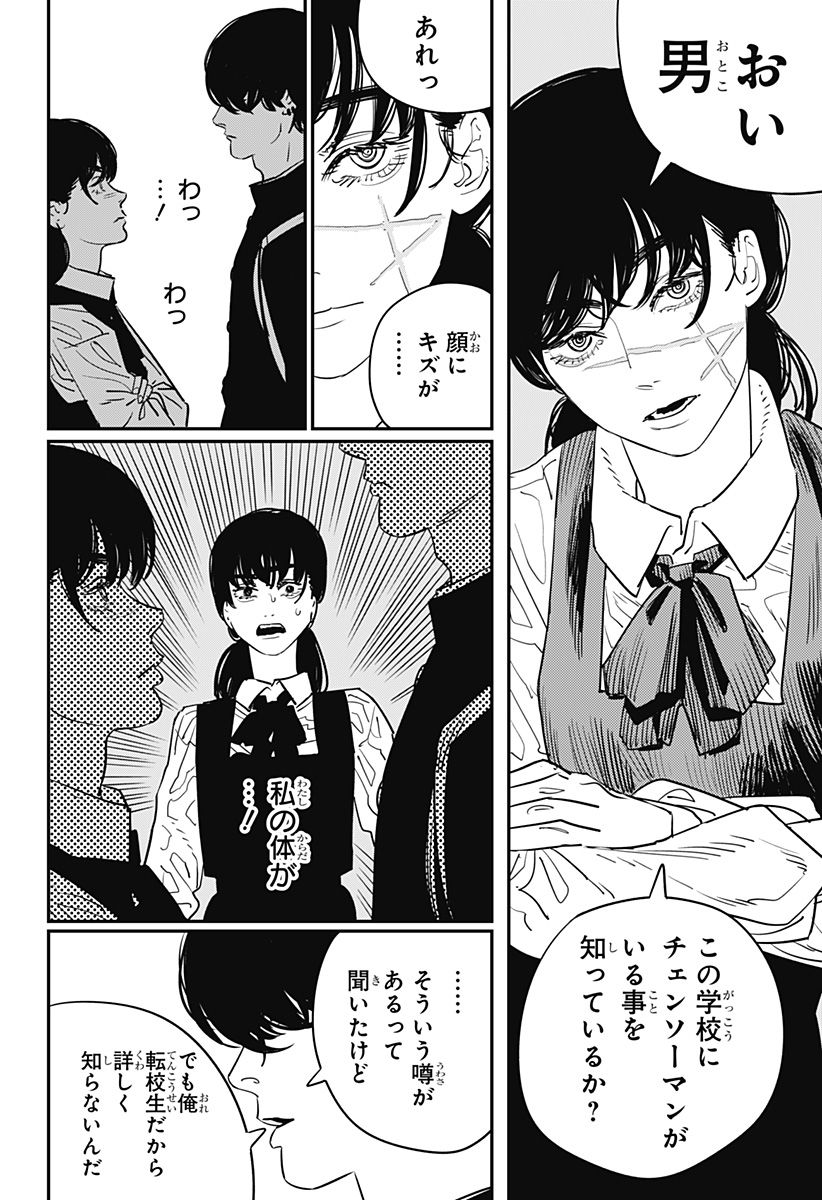 おい
男
この学校に
チェンソーマンが
いる事を
知っているか?
あれっ
顔に
キズが
……
わっ
わっ
…!
私の体が
…!
……
そういう噂が
あるって
聞いたけど
でも俺
転校生だから
詳しく
知らないんだ